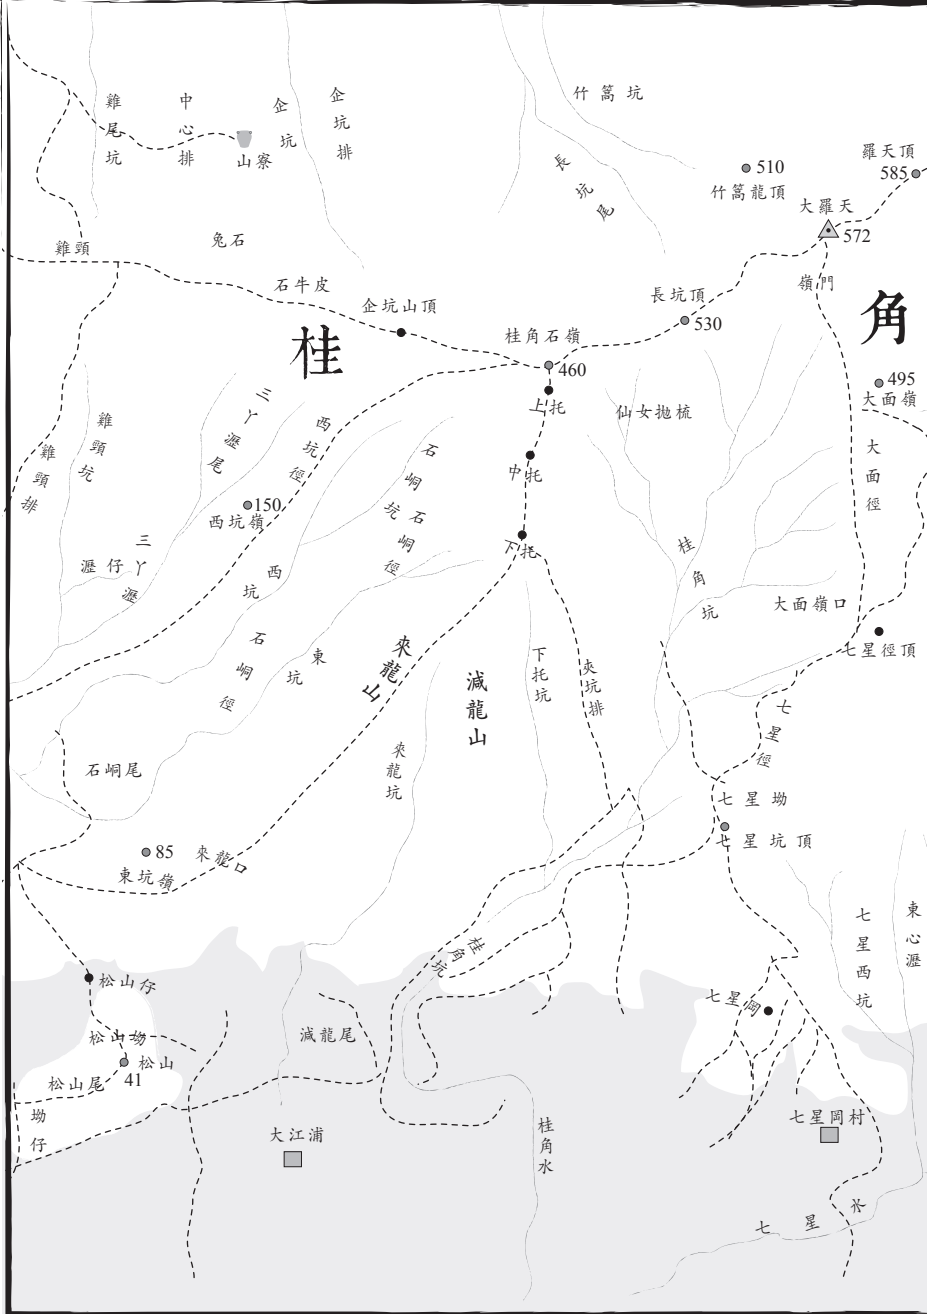 雞尾坑
中心排
企坑
企坑排
山寮
竹篙坑
長坑尾
510
竹篙龍頂
羅天頂
585
大羅天
572
雞頸
兔石
石牛皮
企坑山頂
長坑頂
530
嶺門
桂
角
桂角石嶺
460
上托
仙女拋梳
495
大面嶺
中托
下托
雞頸坑
雞頸排
三丫瀝尾
西坑徑
150
西坑嶺
石峒坑
石峒徑
大面徑
三丫瀝
瀝仔
西坑
桂角坑
大面嶺口
七星徑頂
石峒徑
東坑
來龍山
減龍山
下托坑
夾坑排
七星徑
石峒尾
來龍坑
七星坳
七星坑頂
85
東坑嶺
來龍口
桂角坑
七星西坑
東心瀝
松山仔
七星岡
松山坳
松山
41
松山尾
坳仔
減龍尾
大江浦
桂角水
七星岡村
七星水